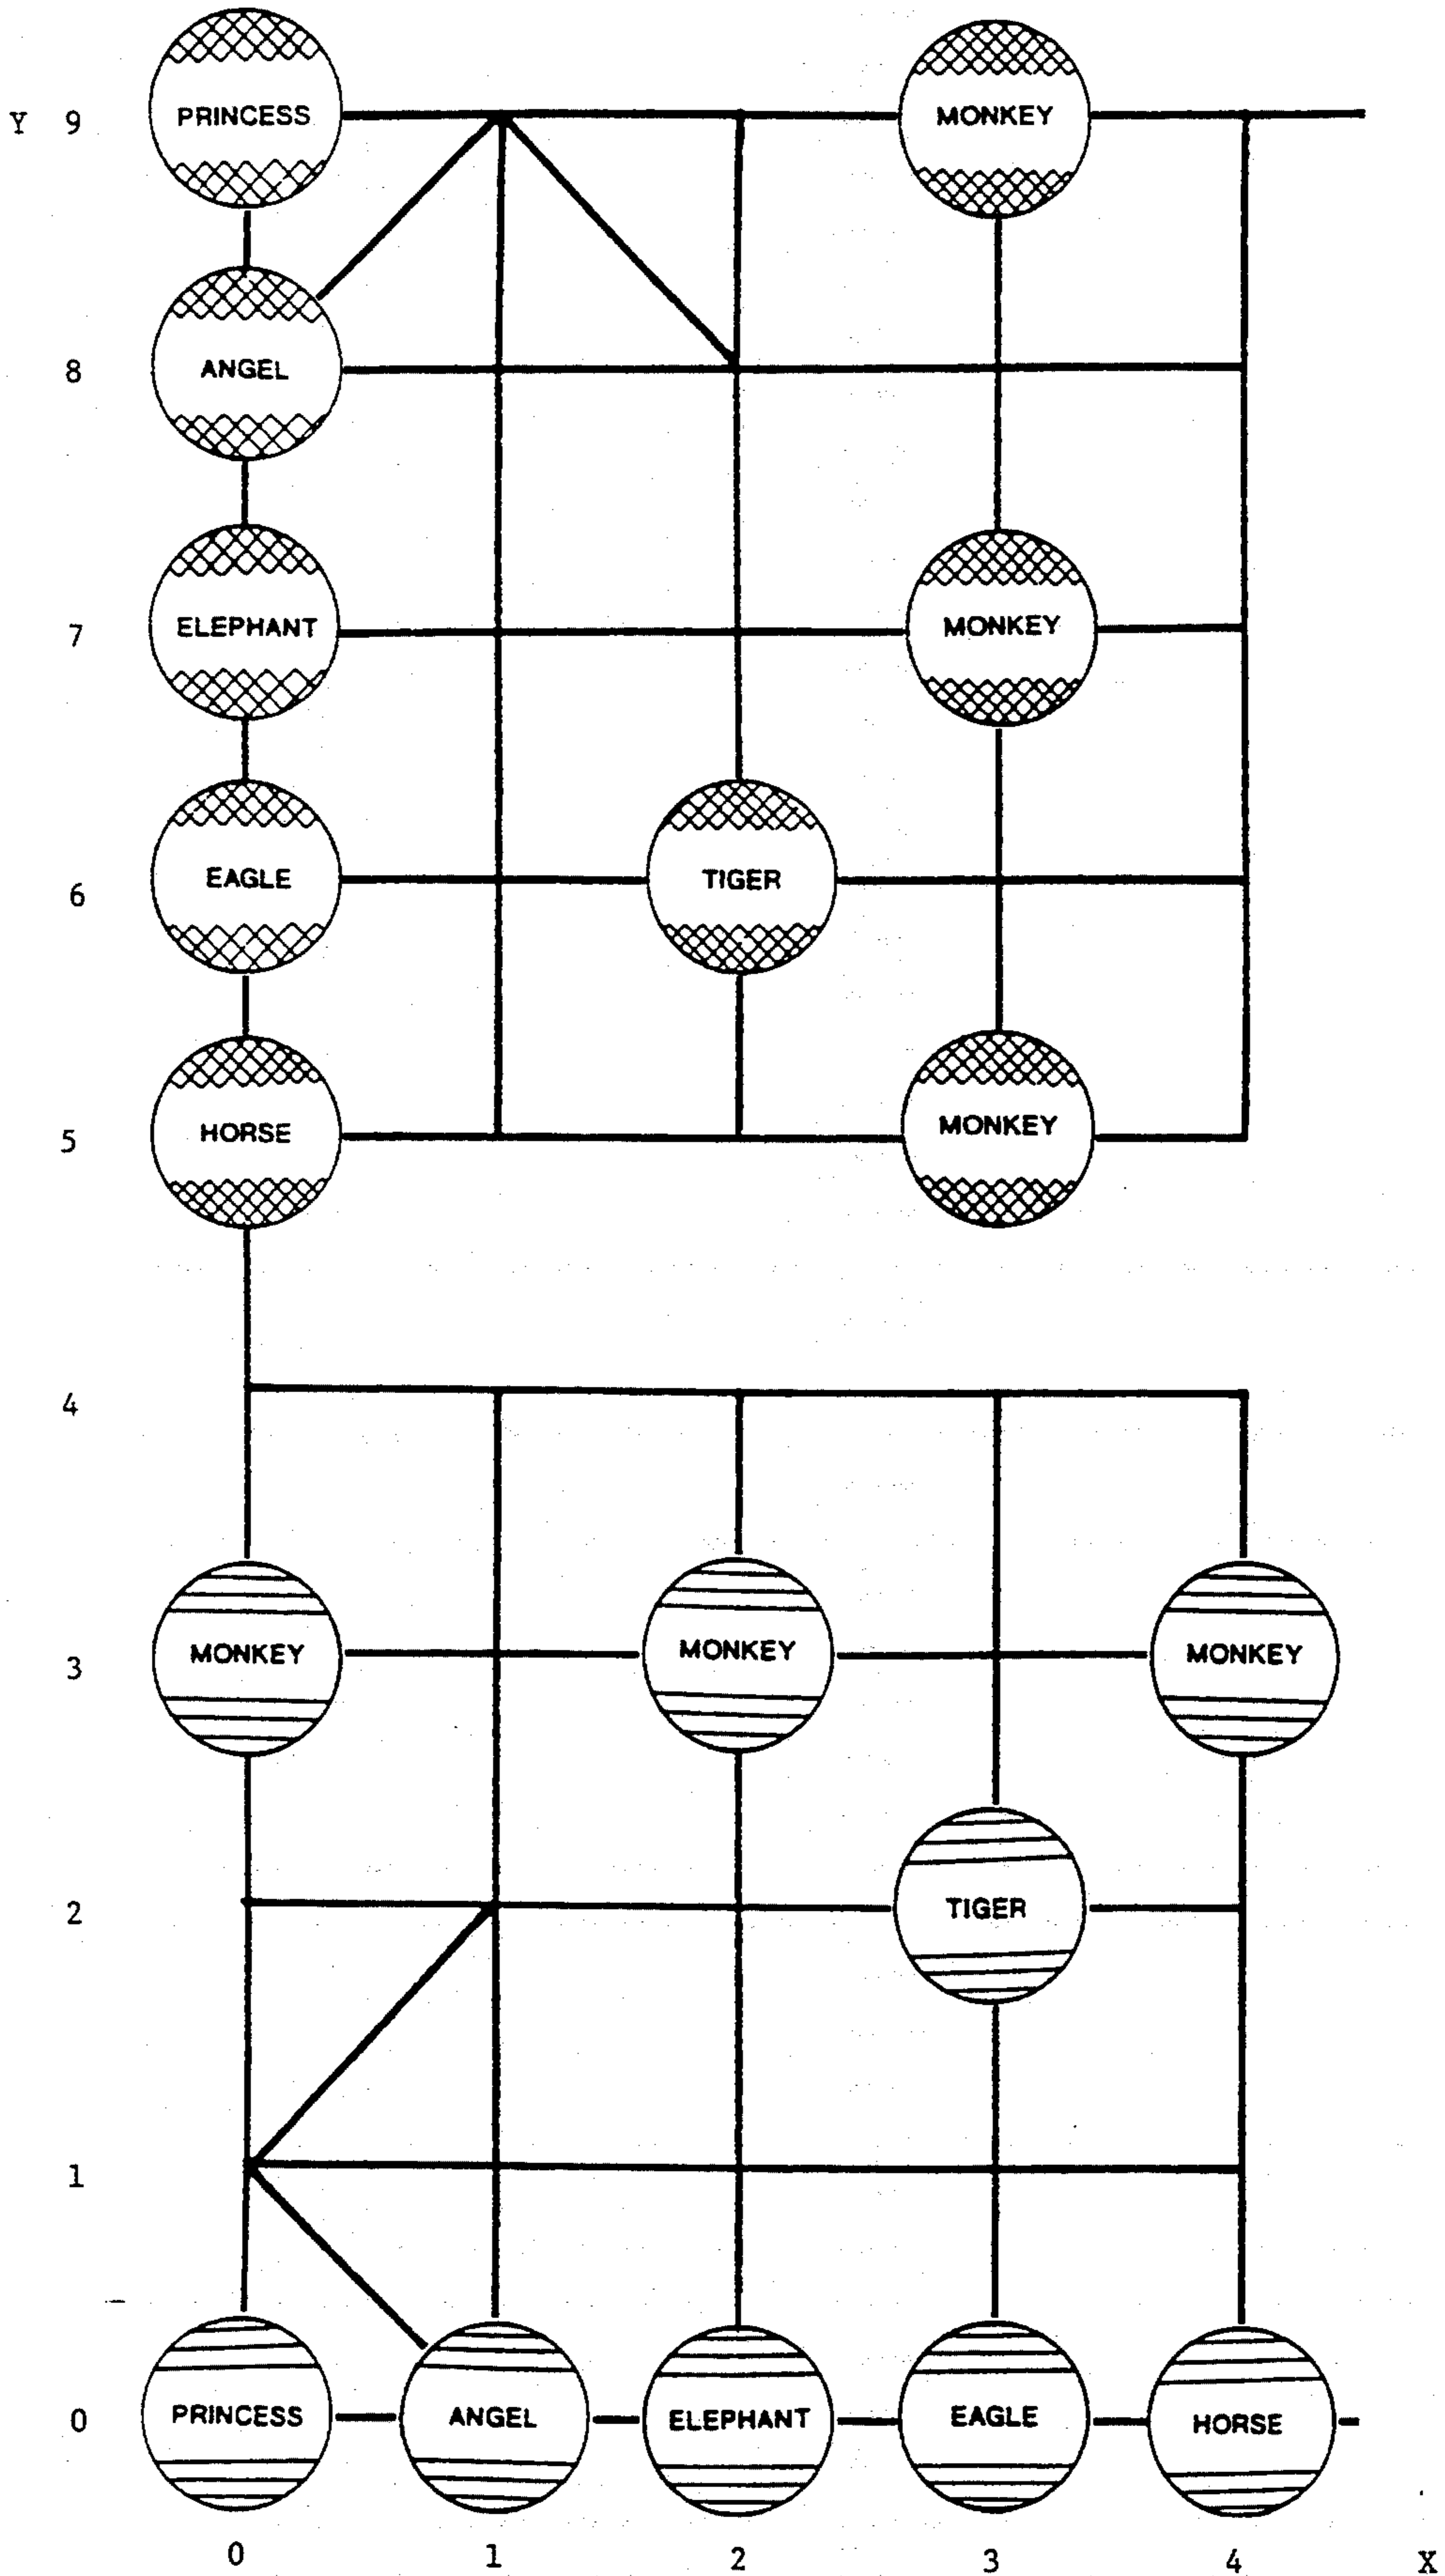 Y 9 PRINCESS MONKEY
8 ANGEL
7 ELEPHANT MONKEY
6 EAGLE TIGER
5 HORSE MONKEY
4
3 MONKEY MONKEY MONKEY
2 TIGER
1
0 PRINCESS ANGEL ELEPHANT EAGLE HORSE
0 1 2 3 4 X